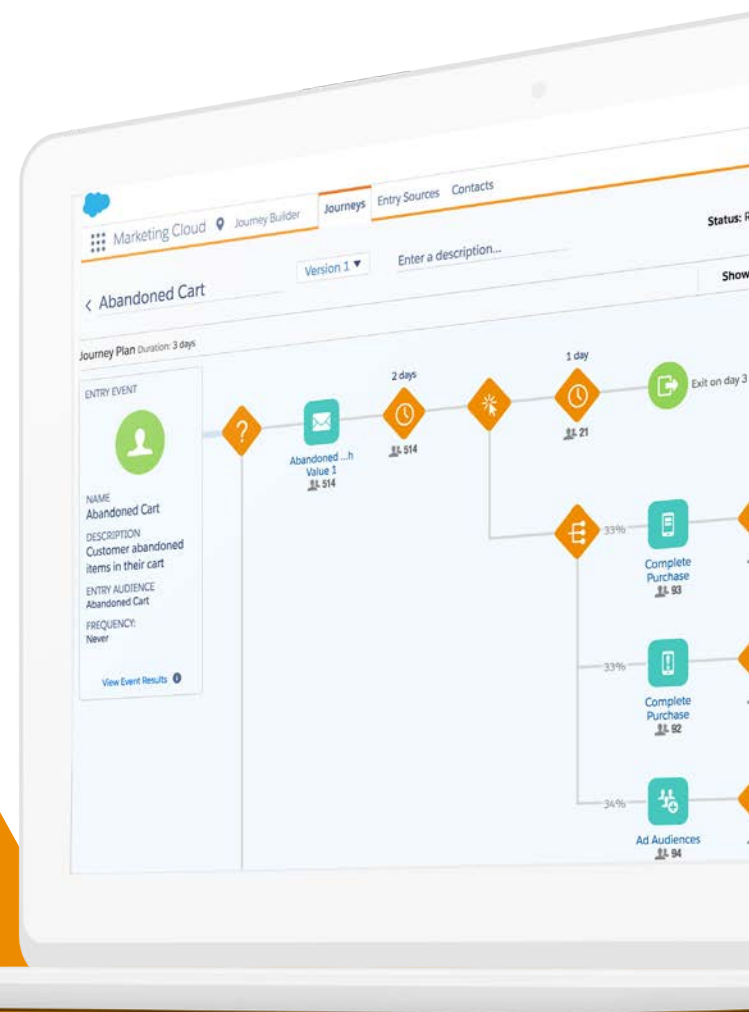 Marketing Cloud Journey Builder Journeys Entry Sources Contacts
Status: R
< Abandoned Cart Version 1 ▼ Enter a description...
Show
Journey Plan Duration: 3 days
ENTRY EVENT
NAME
Abandoned Cart
DESCRIPTION
Customer abandoned
items in their cart
ENTRY AUDIENCE
Abandoned Cart
FREQUENCY:
Never
View Event Results
?
Abandoned ...h
Value 1
514
2 days
514
1 day
21
Exit on day 3
33%
Complete
Purchase
93
33%
Complete
Purchase
92
34%
Ad Audiences
94